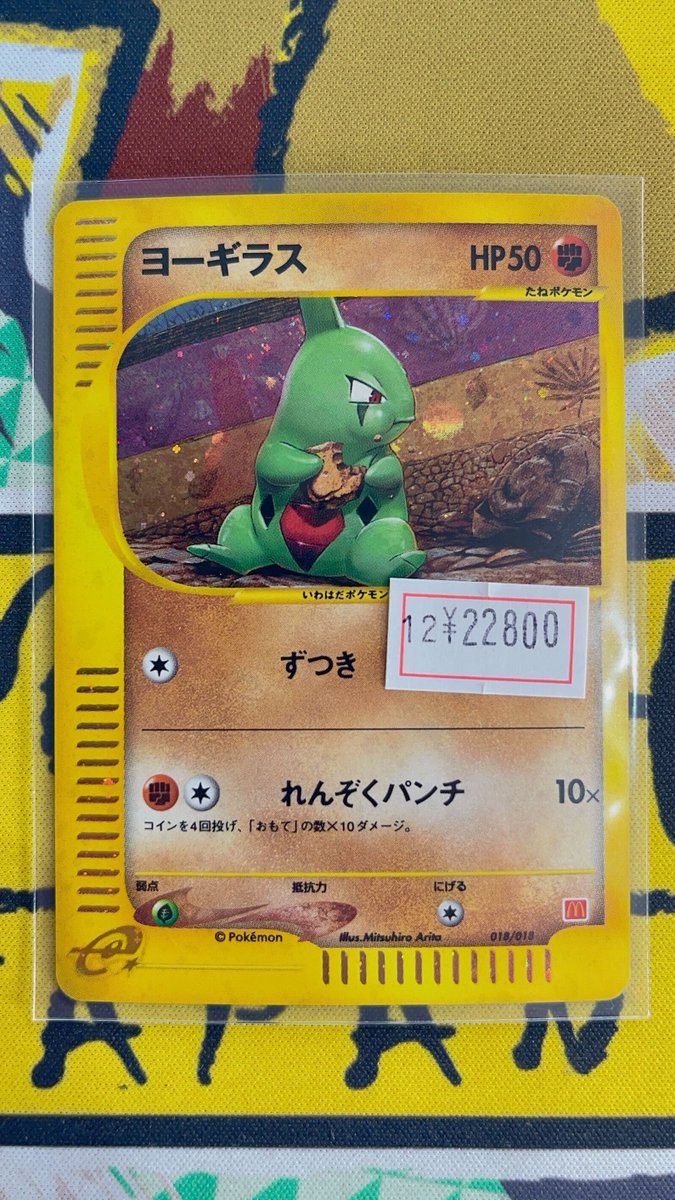 ヨーギラス HP50
たねポケモン
いわはだポケモン
12¥22800
ずつき
れんぞくパンチ 10×
コインを4回投げ、「おもて」の数×10ダメージ。
弱点 抵抗力 にげる
© Pokémon Illus.Mitsuhiro Arita 018/018
APAN